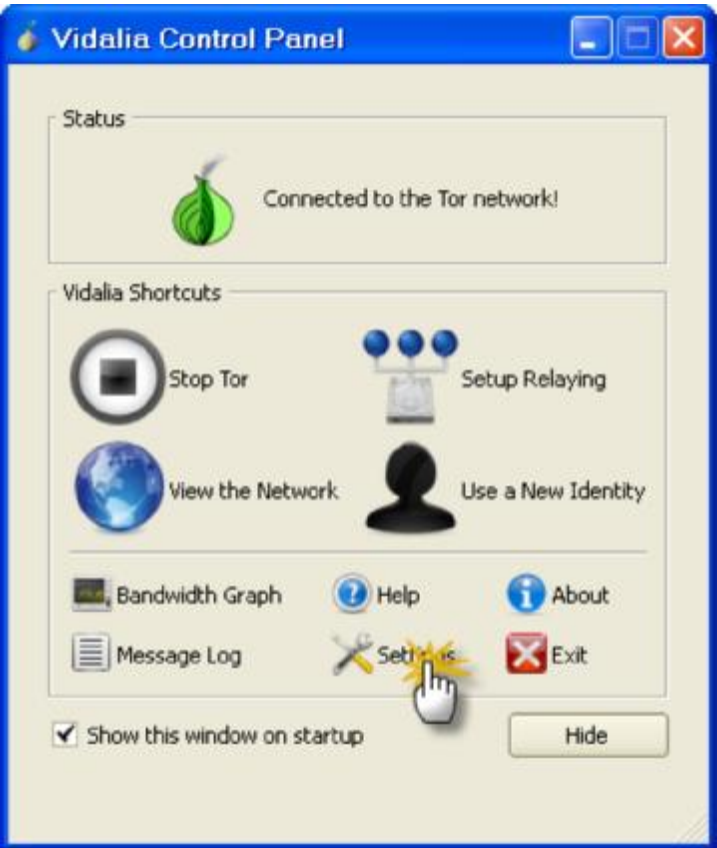 Vidalia Control Panel
Status
Connected to the Tor network!
Vidalia Shortcuts
Stop Tor
Setup Relaying
View the Network
Use a New Identity
Bandwidth Graph
Help
About
Message Log
Exit
Show this window on startup
Hide